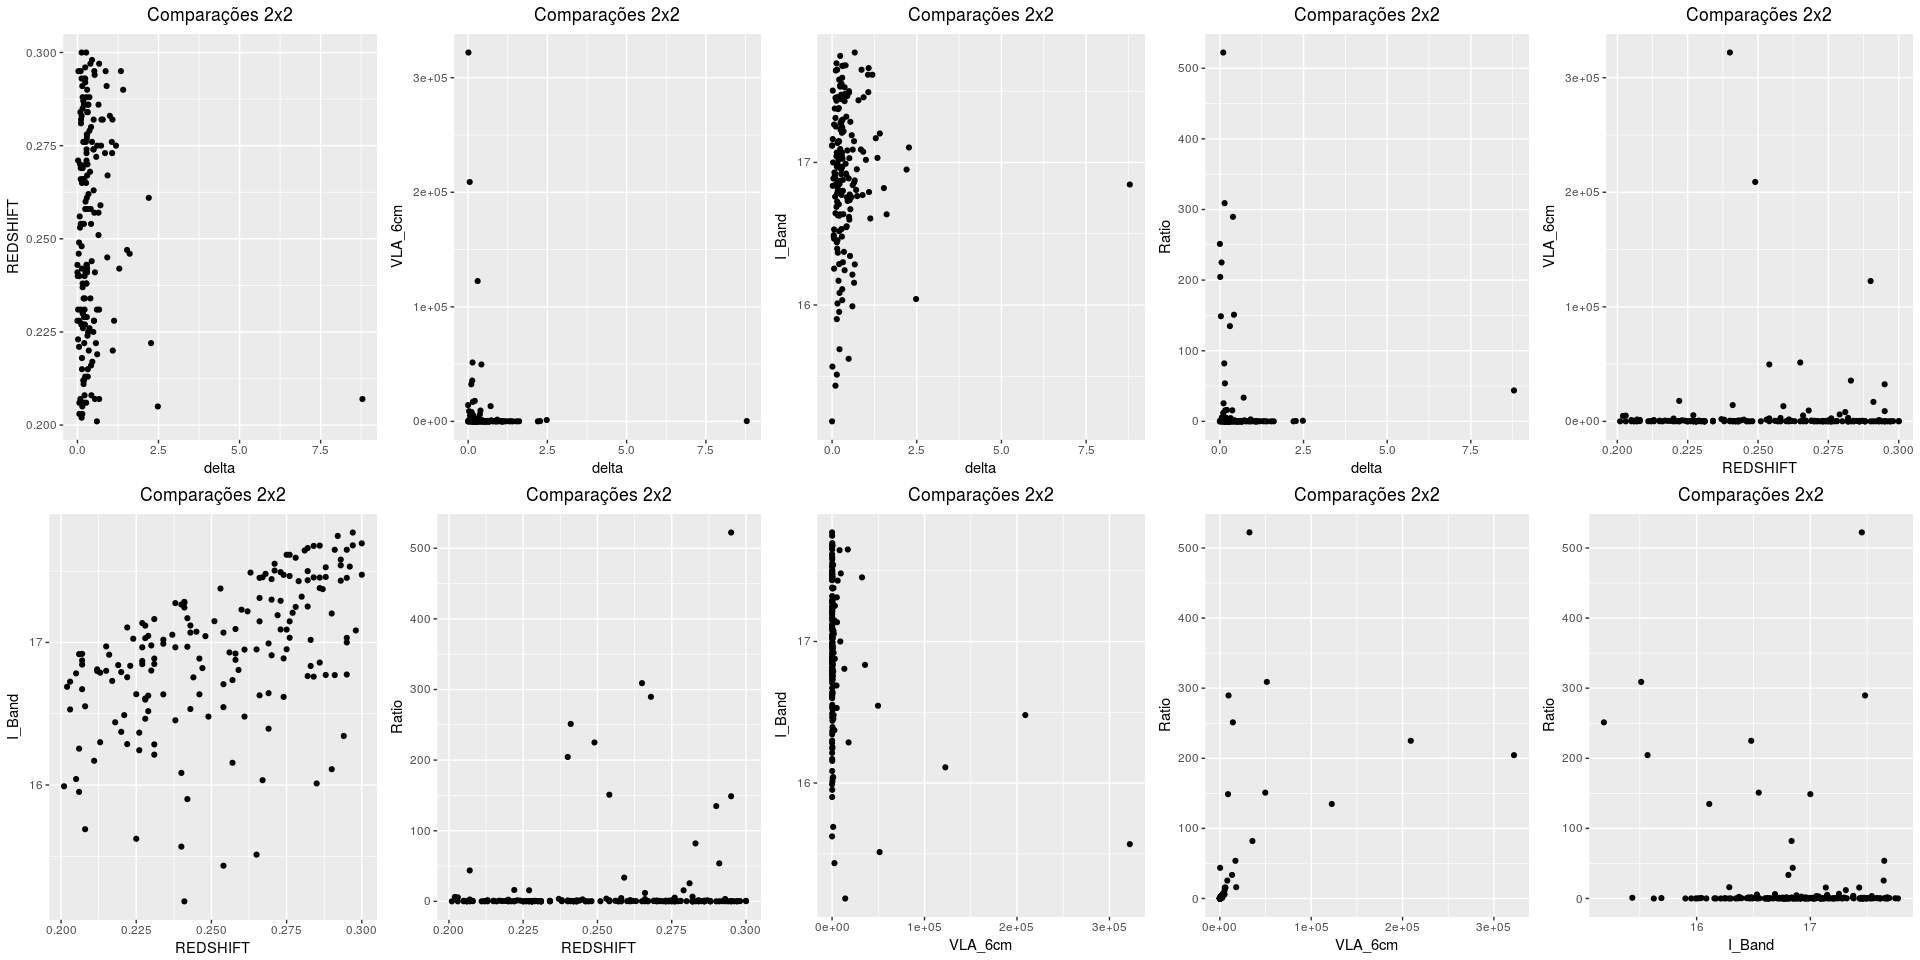 Comparações 2x2
REDSHIFT
0.300
0.275
0.250
0.225
0.200
0.0 2.5 5.0 7.5
delta
Comparações 2x2
VLA_6cm
3e+05
2e+05
1e+05
0e+00
0.0 2.5 5.0 7.5
delta
Comparações 2x2
I_Band
17
16
0.0 2.5 5.0 7.5
delta
Comparações 2x2
Ratio
500
400
300
200
100
0
0.0 2.5 5.0 7.5
delta
Comparações 2x2
VLA_6cm
3e+05
2e+05
1e+05
0e+00
0.200 0.225 0.250 0.275 0.300
REDSHIFT
Comparações 2x2
I_Band
17
16
0.200 0.225 0.250 0.275 0.300
REDSHIFT
Comparações 2x2
Ratio
500
400
300
200
100
0
0.200 0.225 0.250 0.275 0.300
REDSHIFT
Comparações 2x2
I_Band
17
16
0e+00 1e+05 2e+05 3e+05
VLA_6cm
Comparações 2x2
Ratio
500
400
300
200
100
0
0e+00 1e+05 2e+05 3e+05
VLA_6cm
Comparações 2x2
Ratio
500
400
300
200
100
0
16 17
I_Band